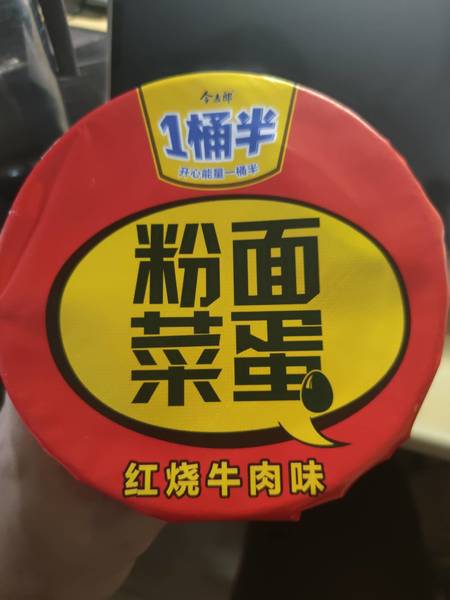 今麦郎
1桶半
开心能量一桶半
粉面
菜蛋
红烧牛肉味